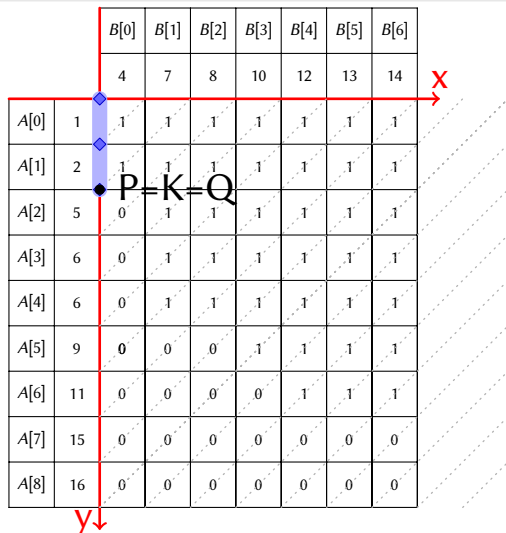 B[0] B[1] B[2] B[3] B[4] B[5] B[6]
4 7 8 10 12 13 14
x
A[0] 1 1 1 1 1 1 1 1
A[1] 2 1 1 1 1 1 1 1
P=K=Q
A[2] 5 0 1 1 1 1 1 1
A[3] 6 0 1 1 1 1 1 1
A[4] 6 0 1 1 1 1 1 1
A[5] 9 0 0 0 1 1 1 1
A[6] 11 0 0 0 0 1 1 1
A[7] 15 0 0 0 0 0 0 0
A[8] 16 0 0 0 0 0 0 0
y